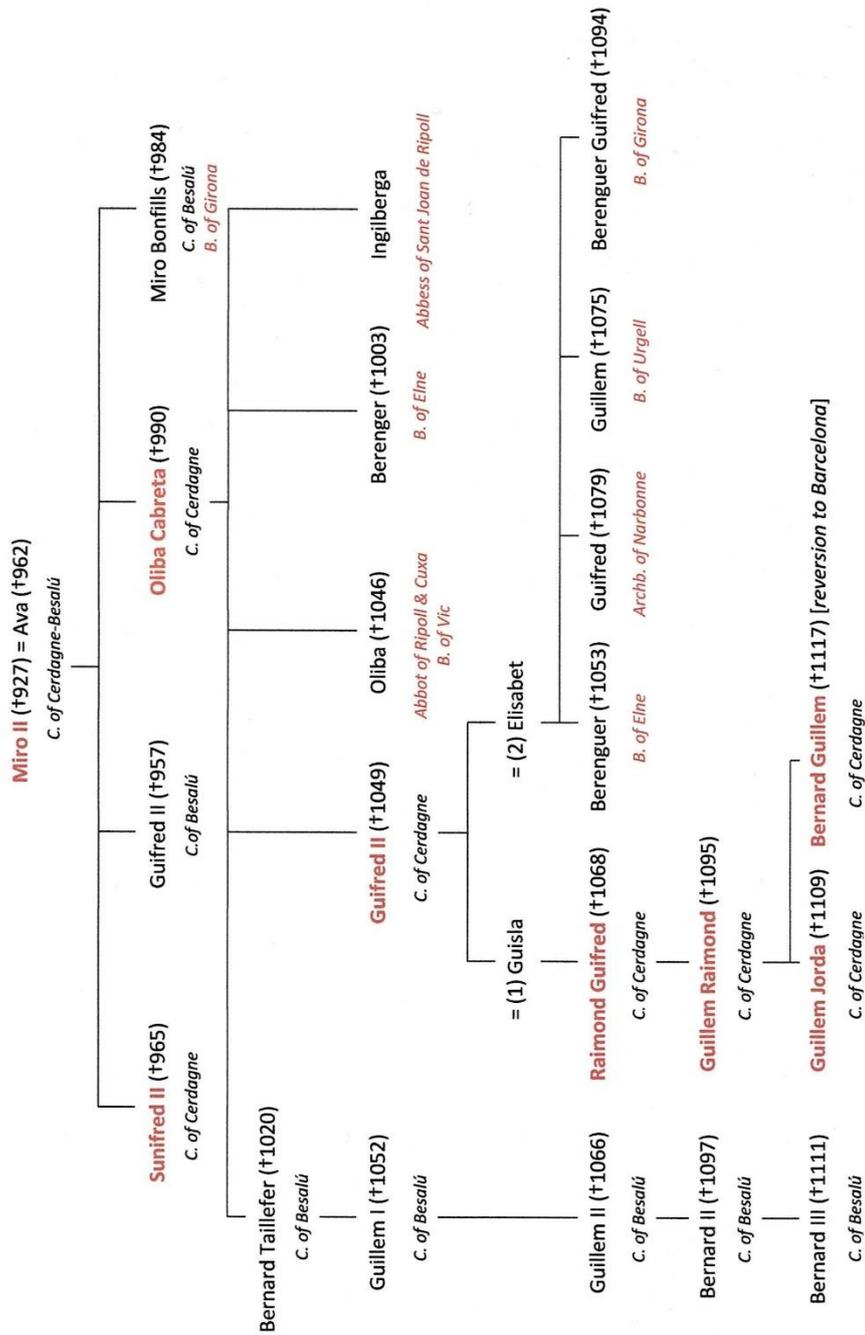 Miro II (†927) = Ava (†962)
C. of Cerdagne-Besalú
Sunifred II (†965)
C. of Cerdagne
Guifred II (†957)
C.of Besalú
Oliba Cabreta (†990)
C. of Cerdagne
Miro Bonfills (†984)
C. of Besalú
B. of Girona
Bernard Taillefer (†1020)
C. of Besalú
Guillem I (†1052)
C. of Besalú
Guifred II (†1049)
C. of Cerdagne
Oliba (†1046)
Abbot of Ripoll & Cuxa
B. of Vic
Berenger (†1003)
B. of Elne
Ingilberga
Abbess of Sant Joan de Ripoll
= (1) Guisla
= (2) Elisabet
Guillem II (†1066)
C. of Besalú
Raimond Guifred (†1068)
C. of Cerdagne
Berenguer (†1053)
B. of Elne
Guifred (†1079)
Archb. of Narbonne
Guillem (†1075)
B. of Urgell
Berenguer Guifred (†1094)
B. of Girona
Bernard II (†1097)
C. of Besalú
Guillem Raimond (†1095)
C. of Cerdagne
Bernard III (†1111)
C. of Besalú
Guillem Jorda (†1109)
C. of Cerdagne
Bernard Guillem (†1117) [reversion to Barcelona]
C. of Cerdagne